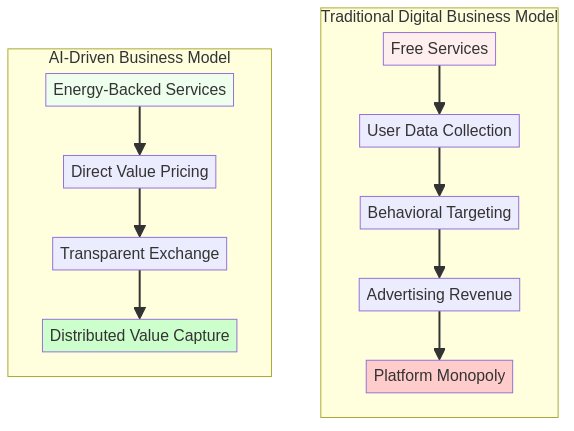 AI-Driven Business Model
Energy-Backed Services
Direct Value Pricing
Transparent Exchange
Distributed Value Capture
Traditional Digital Business Model
Free Services
User Data Collection
Behavioral Targeting
Advertising Revenue
Platform Monopoly